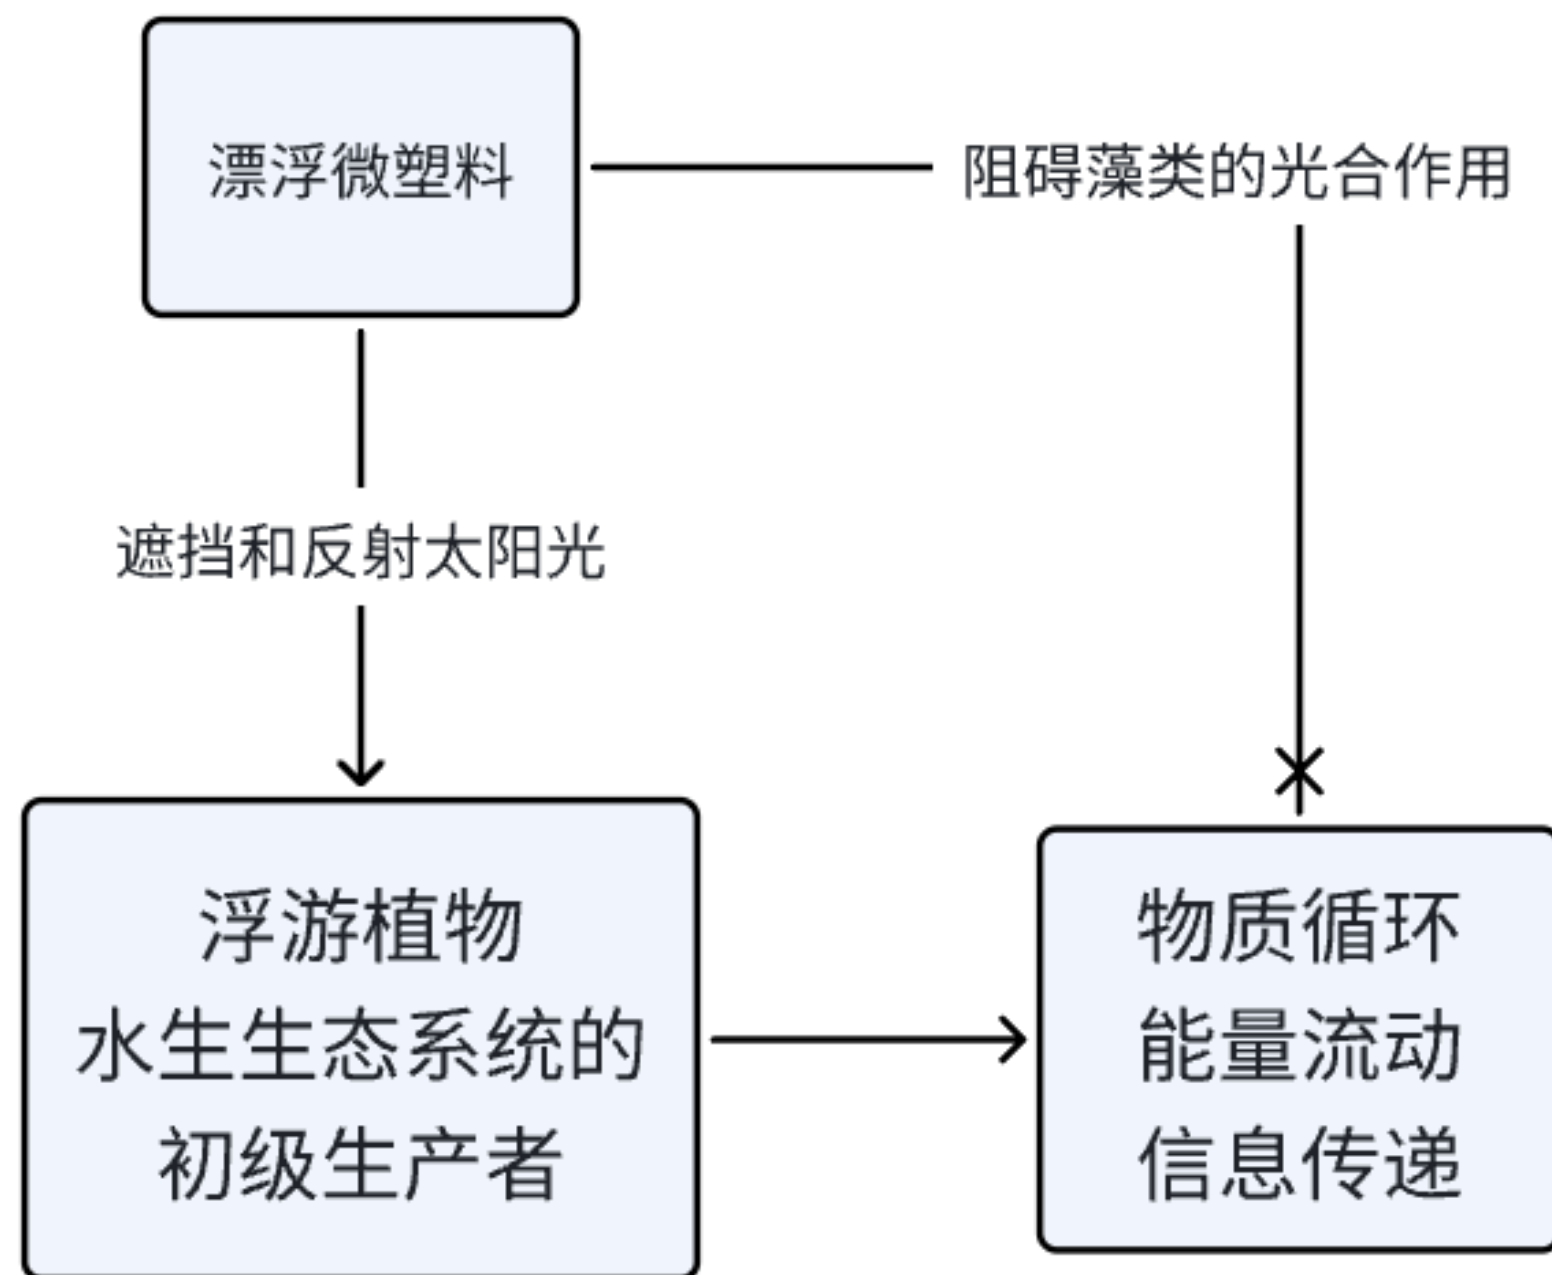 漂浮微塑料
阻碍藻类的光合作用
遮挡和反射太阳光
浮游植物
水生生态系统的
初级生产者
物质循环
能量流动
信息传递